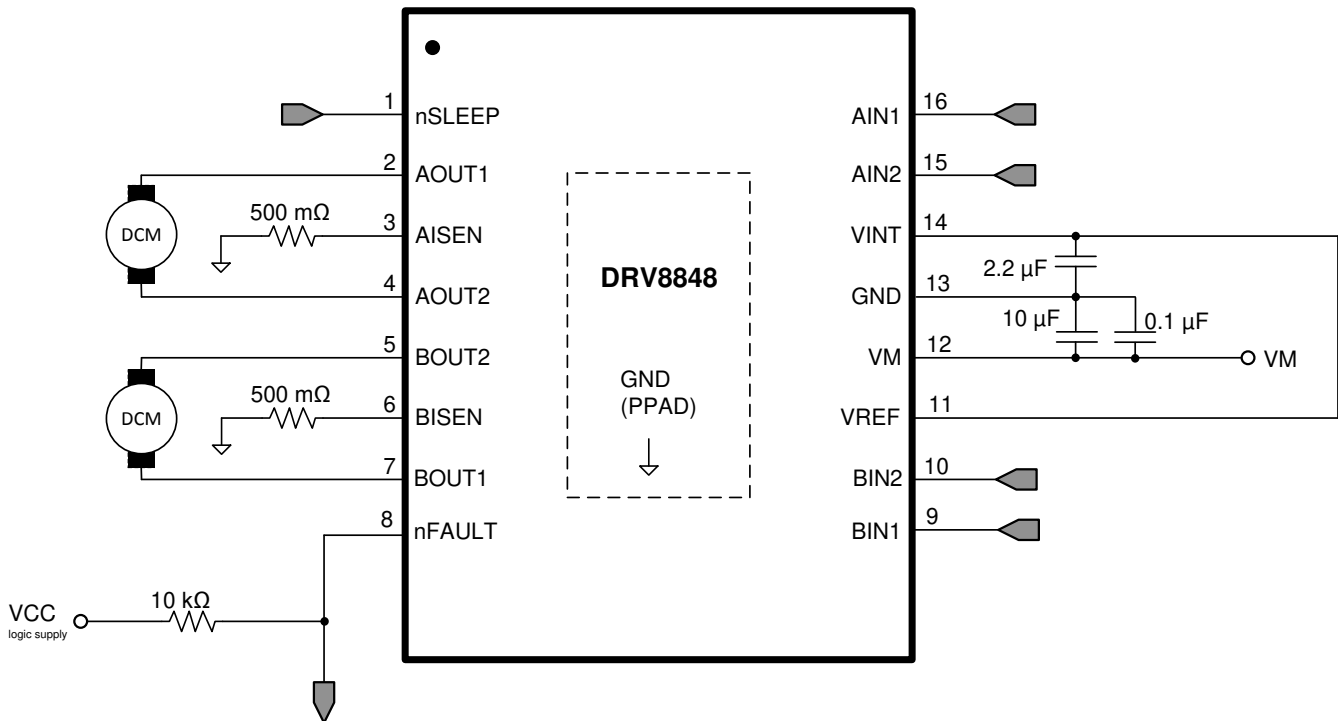 1
nSLEEP
AIN1
16
2
AOUT1
AIN2
15
DCM
500 mΩ
3
AISEN
VINT
14
2.2 µF
4
AOUT2
DRV8848
GND
13
10 µF
0.1 µF
5
BOUT2
VM
12
VM
DCM
500 mΩ
6
BISEN
GND
(PPAD)
VREF
11
7
BOUT1
BIN2
10
8
nFAULT
BIN1
9
VCC
logic supply
10 kΩ